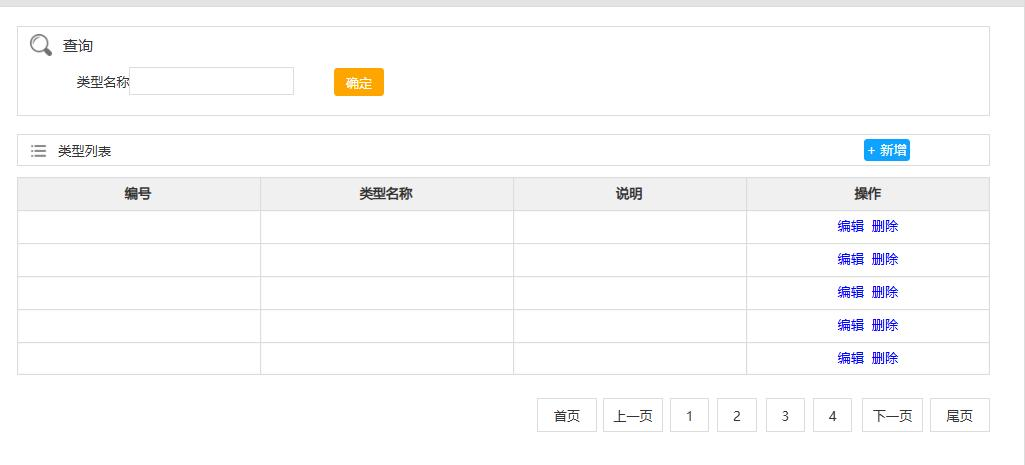 查询
类型名称 确定
类型列表 + 新增
编号 类型名称 说明 操作
编辑 删除
编辑 删除
编辑 删除
编辑 删除
编辑 删除
首页 上一页 1 2 3 4 下一页 尾页